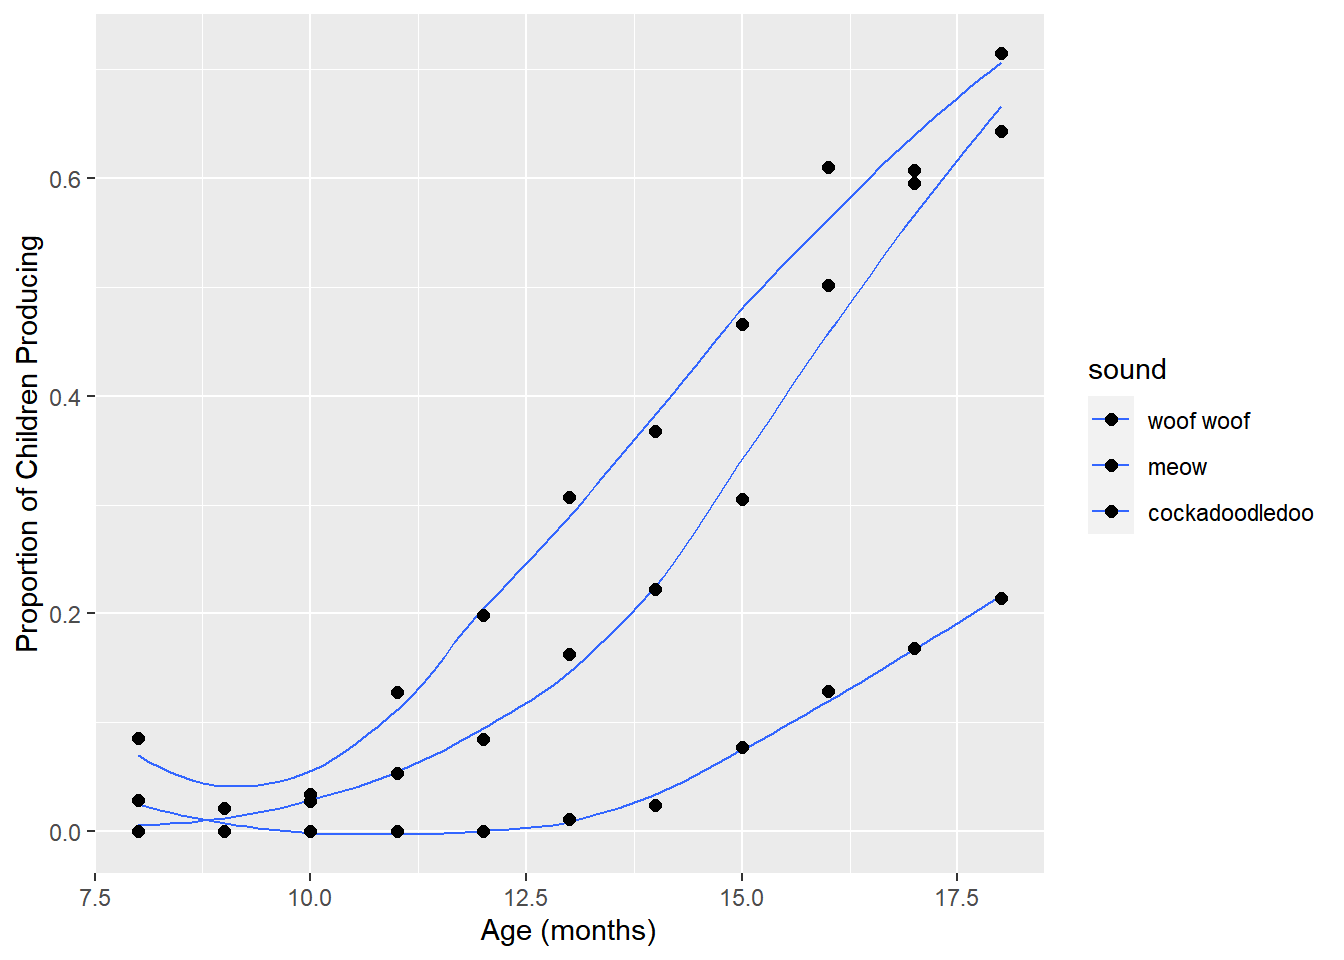 Proportion of Children Producing
0.6
0.4
0.2
0.0
7.5 10.0 12.5 15.0 17.5
Age (months)
sound
woof woof
meow
cockadoodledoo